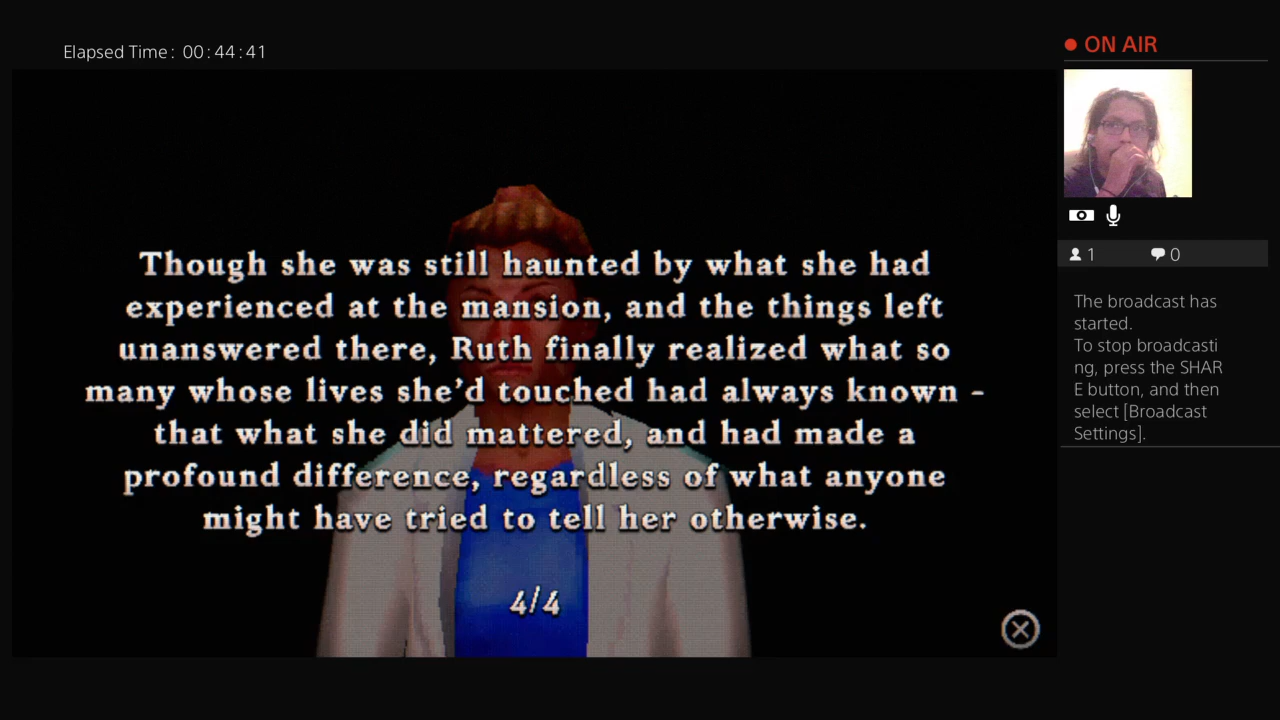 Elapsed Time: 00:44:41
ON AIR
Though she was still haunted by what she had
experienced at the mansion, and the things left
unanswered there, Ruth finally realized what so
many whose lives she'd touched had always known -
that what she did mattered, and had made a
profound difference, regardless of what anyone
might have tried to tell her otherwise.
4/4
1
0
The broadcast has
started.
To stop broadcasti
ng, press the SHAR
E button, and then
select [Broadcast
Settings].